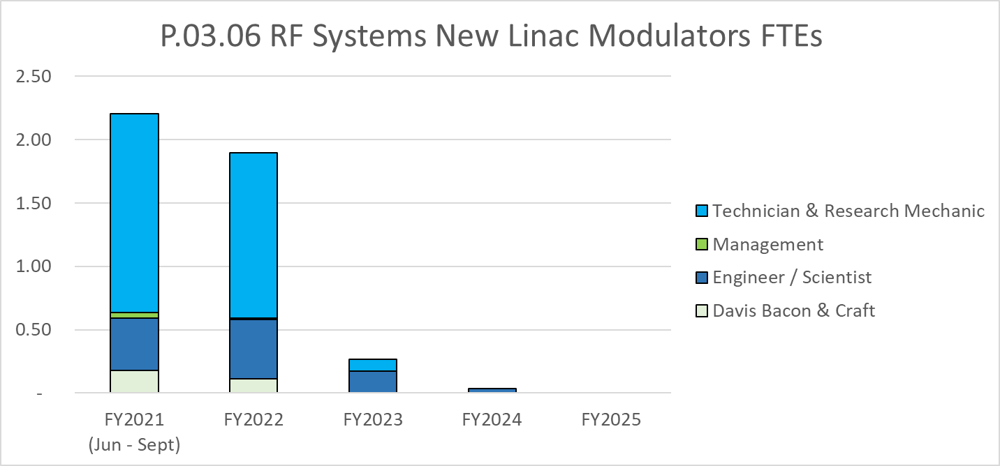 P.03.06 RF Systems New Linac Modulators FTEs
2.50
2.00
1.50
1.00
0.50
-
FY2021
(Jun - Sept)
FY2022
FY2023
FY2024
FY2025
Technician & Research Mechanic
Management
Engineer / Scientist
Davis Bacon & Craft